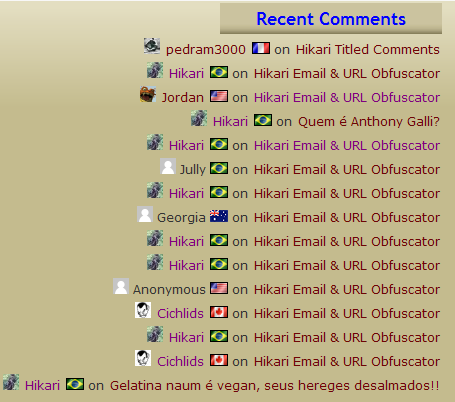 Recent Comments
pedram3000 on Hikari Titled Comments
Hikari on Hikari Email & URL Obfuscator
Jordan on Hikari Email & URL Obfuscator
Hikari on Quem é Anthony Galli?
Hikari on Hikari Email & URL Obfuscator
Jully on Hikari Email & URL Obfuscator
Hikari on Hikari Email & URL Obfuscator
Georgia on Hikari Email & URL Obfuscator
Hikari on Hikari Email & URL Obfuscator
Hikari on Hikari Email & URL Obfuscator
Anonymous on Hikari Email & URL Obfuscator
Cichlids on Hikari Email & URL Obfuscator
Hikari on Hikari Email & URL Obfuscator
Cichlids on Hikari Email & URL Obfuscator
Hikari on Gelatina naum é vegan, seus hereges desalmados!!